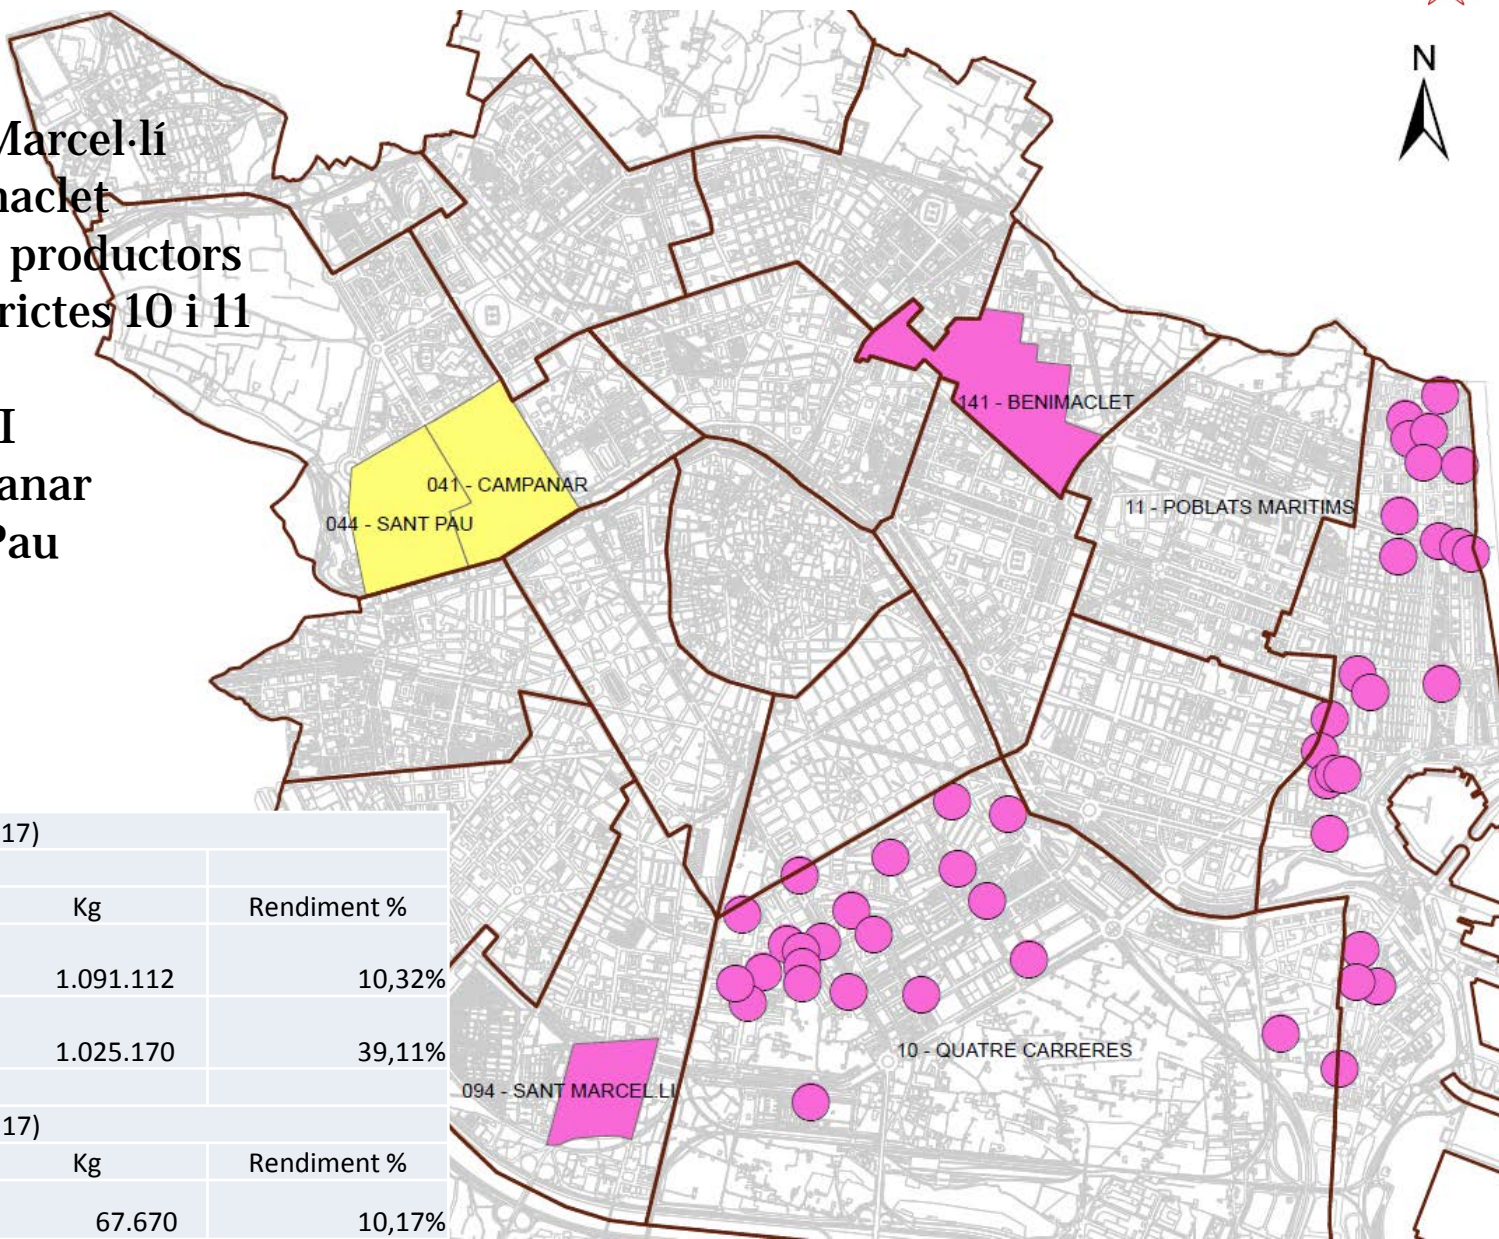 N
Marcel·lí
naclet
productors
rictes 10 i 11
I
anar
Pau
141 - BENIMACLET
041 - CAMPANAR
044 - SANT PAU
11 - POBLATS MARITIMS
10 - QUATRE CARRERES
094 - SANT MARCEL.LI
17)
Kg Rendiment %
1.091.112 10,32%
1.025.170 39,11%
17)
Kg Rendiment %
67.670 10,17%